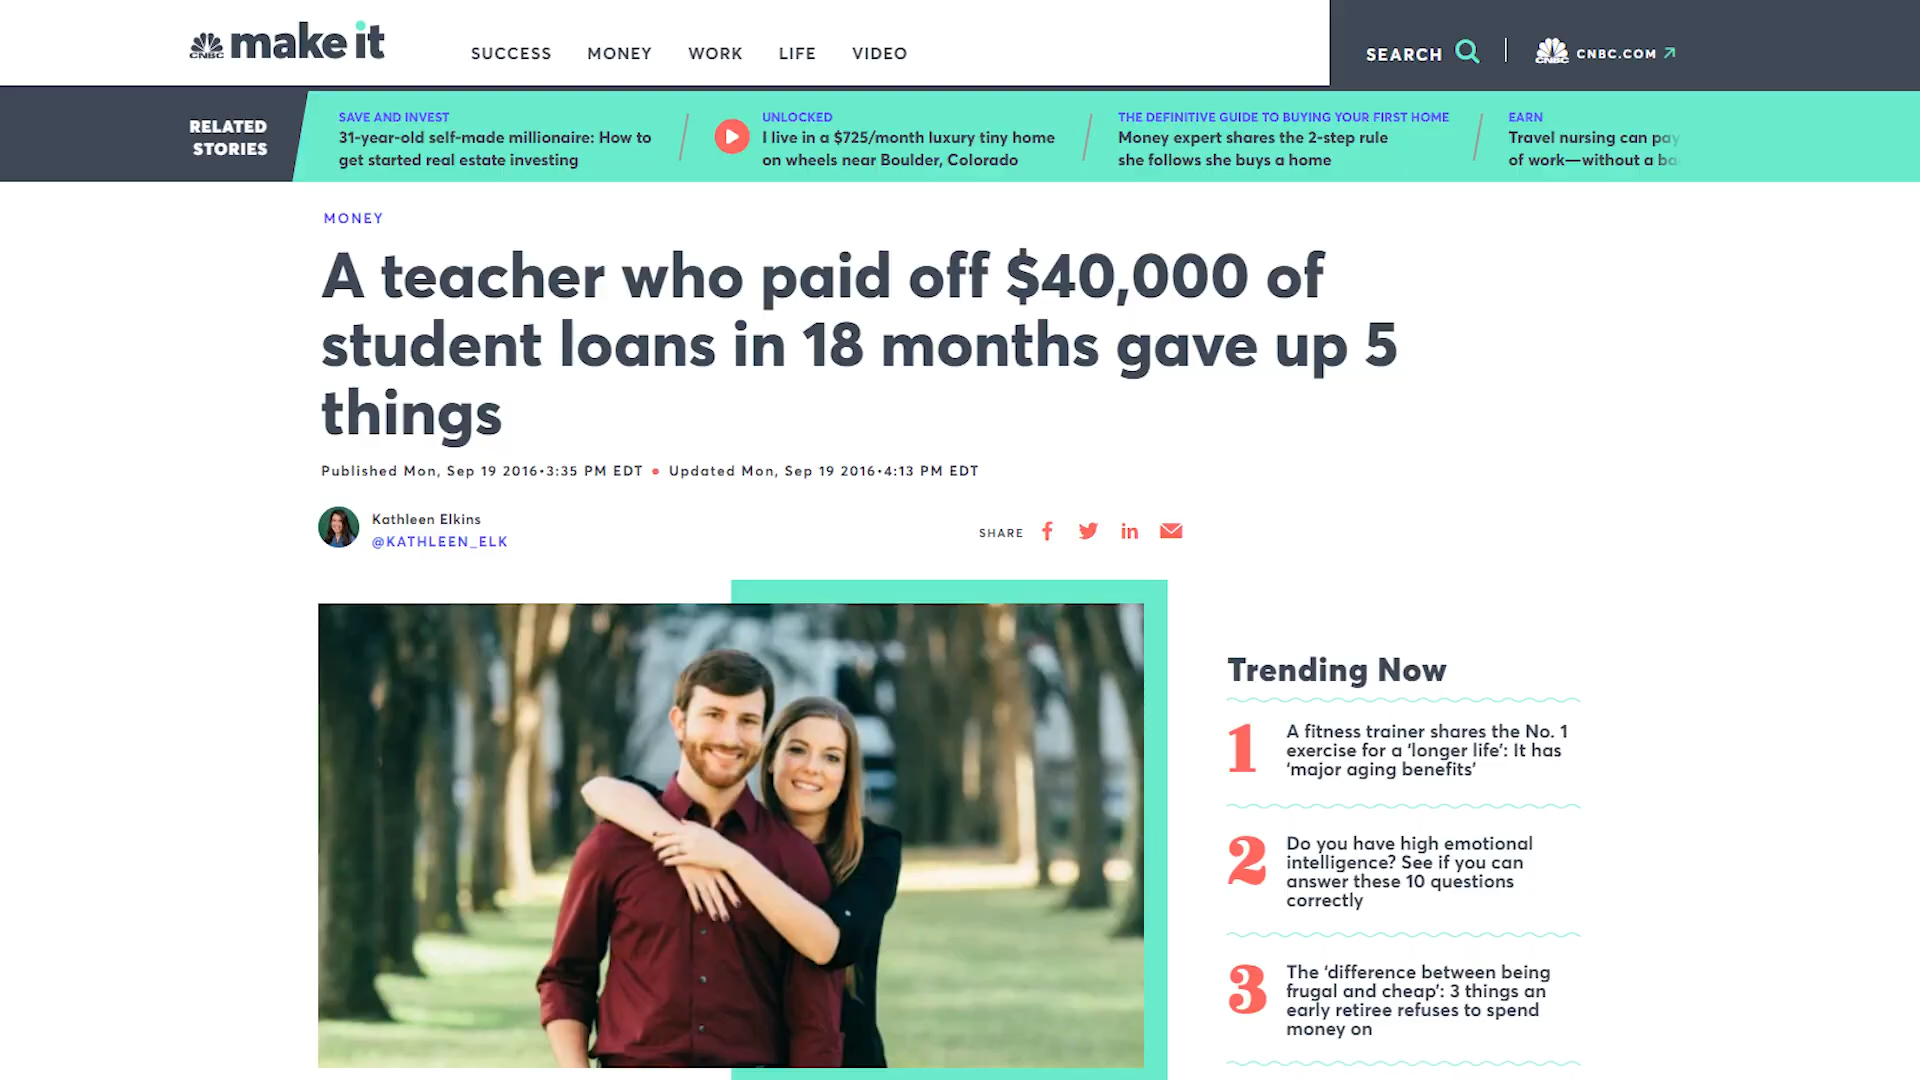 CNBC make it
SUCCESS MONEY WORK LIFE VIDEO
SEARCH
CNBC CNBC.COM
RELATED
STORIES
SAVE AND INVEST
31-year-old self-made millionaire: How to
get started real estate investing
UNLOCKED
I live in a $725/month luxury tiny home
on wheels near Boulder, Colorado
THE DEFINITIVE GUIDE TO BUYING YOUR FIRST HOME
Money expert shares the 2-step rule
she follows she buys a home
EARN
Travel nursing can pay
of work—without a ba
MONEY
A teacher who paid off $40,000 of
student loans in 18 months gave up 5
things
Published Mon, Sep 19 2016•3:35 PM EDT • Updated Mon, Sep 19 2016•4:13 PM EDT
Kathleen Elkins
@KATHLEEN_ELK
SHARE
Trending Now
1
A fitness trainer shares the No. 1
exercise for a ‘longer life’: It has
‘major aging benefits’
2
Do you have high emotional
intelligence? See if you can
answer these 10 questions
correctly
3
The ‘difference between being
frugal and cheap’: 3 things an
early retiree refuses to spend
money on